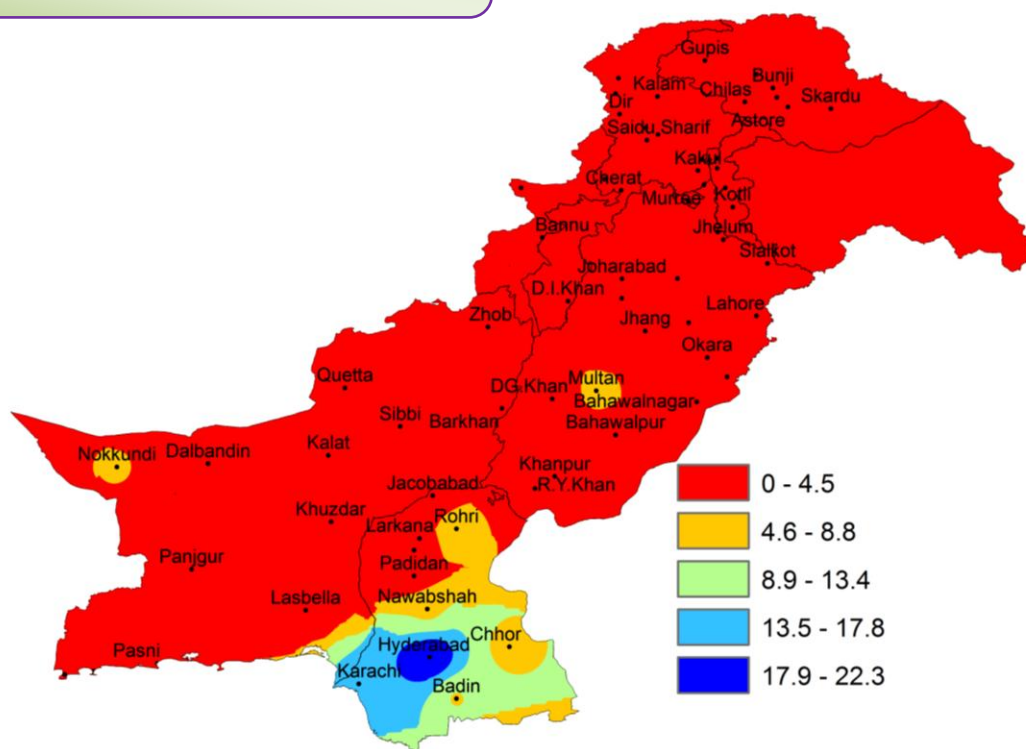 Gupis
Bunji
Kalam
Chilas
Skardu
Dir
Astore
Saidu Sharif
Kakul
Cherat
Murree
Kotli
Bannu
Jhelum
Sialkot
Joharabad
D.I.Khan
Lahore
Zhob
Jhang
Okara
Quetta
DG.Khan
Multan
Bahawalnagar
Sibbi
Barkhan
Bahawalpur
Kalat
Nokkundi
Dalbandin
Khanpur
R.Y.Khan
Jacobabad
Khuzdar
Larkana
Rohri
Panjgur
Padidan
Lasbella
Nawabshah
Pasni
Hyderabad
Chhor
Karachi
Badin
0 - 4.5
4.6 - 8.8
8.9 - 13.4
13.5 - 17.8
17.9 - 22.3